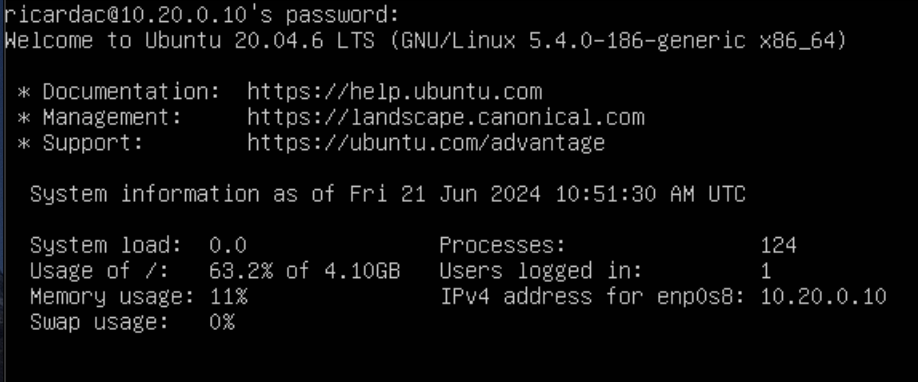 ricardac@10.20.0.10's password:
Welcome to Ubuntu 20.04.6 LTS (GNU/Linux 5.4.0-186-generic x86_64)
* Documentation:  https://help.ubuntu.com
* Management:     https://landscape.canonical.com
* Support:        https://ubuntu.com/advantage
System information as of Fri 21 Jun 2024 10:51:30 AM UTC
System load:  0.0                Processes:               124
Usage of /:   63.2% of 4.10GB    Users logged in:         1
Memory usage: 11%                IPv4 address for enp0s8: 10.20.0.10
Swap usage:   0%